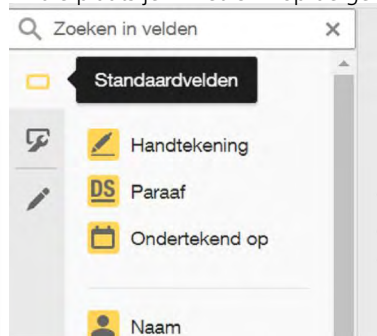 Zoeken in velden
Standaardvelden
Handtekening
DS Paraaf
Ondertekend op
Naam